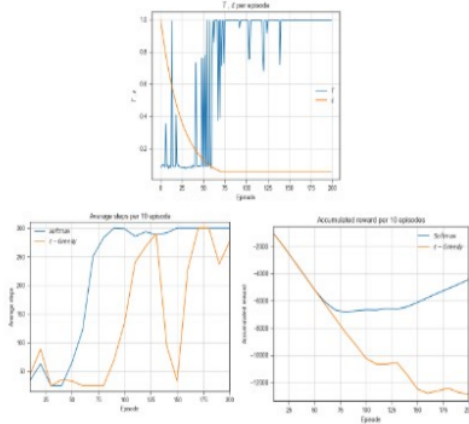 T , ε per episode
1.0
0.8
0.6
0.4
0.2
T , ε
T
ε
0 25 50 75 100 125 150 175 200
Episode
Average steps per 10 episode
300
250
200
150
100
50
Average steps
softmax
ε - Greedy
25 50 75 100 125 150 175 200
Episode
Accumulated reward per 10 episodes
-2000
-4000
-6000
-8000
-10000
-12000
Accumulated reward
Softmax
ε - Greedy
25 50 75 100 125 150 175 200
Episode